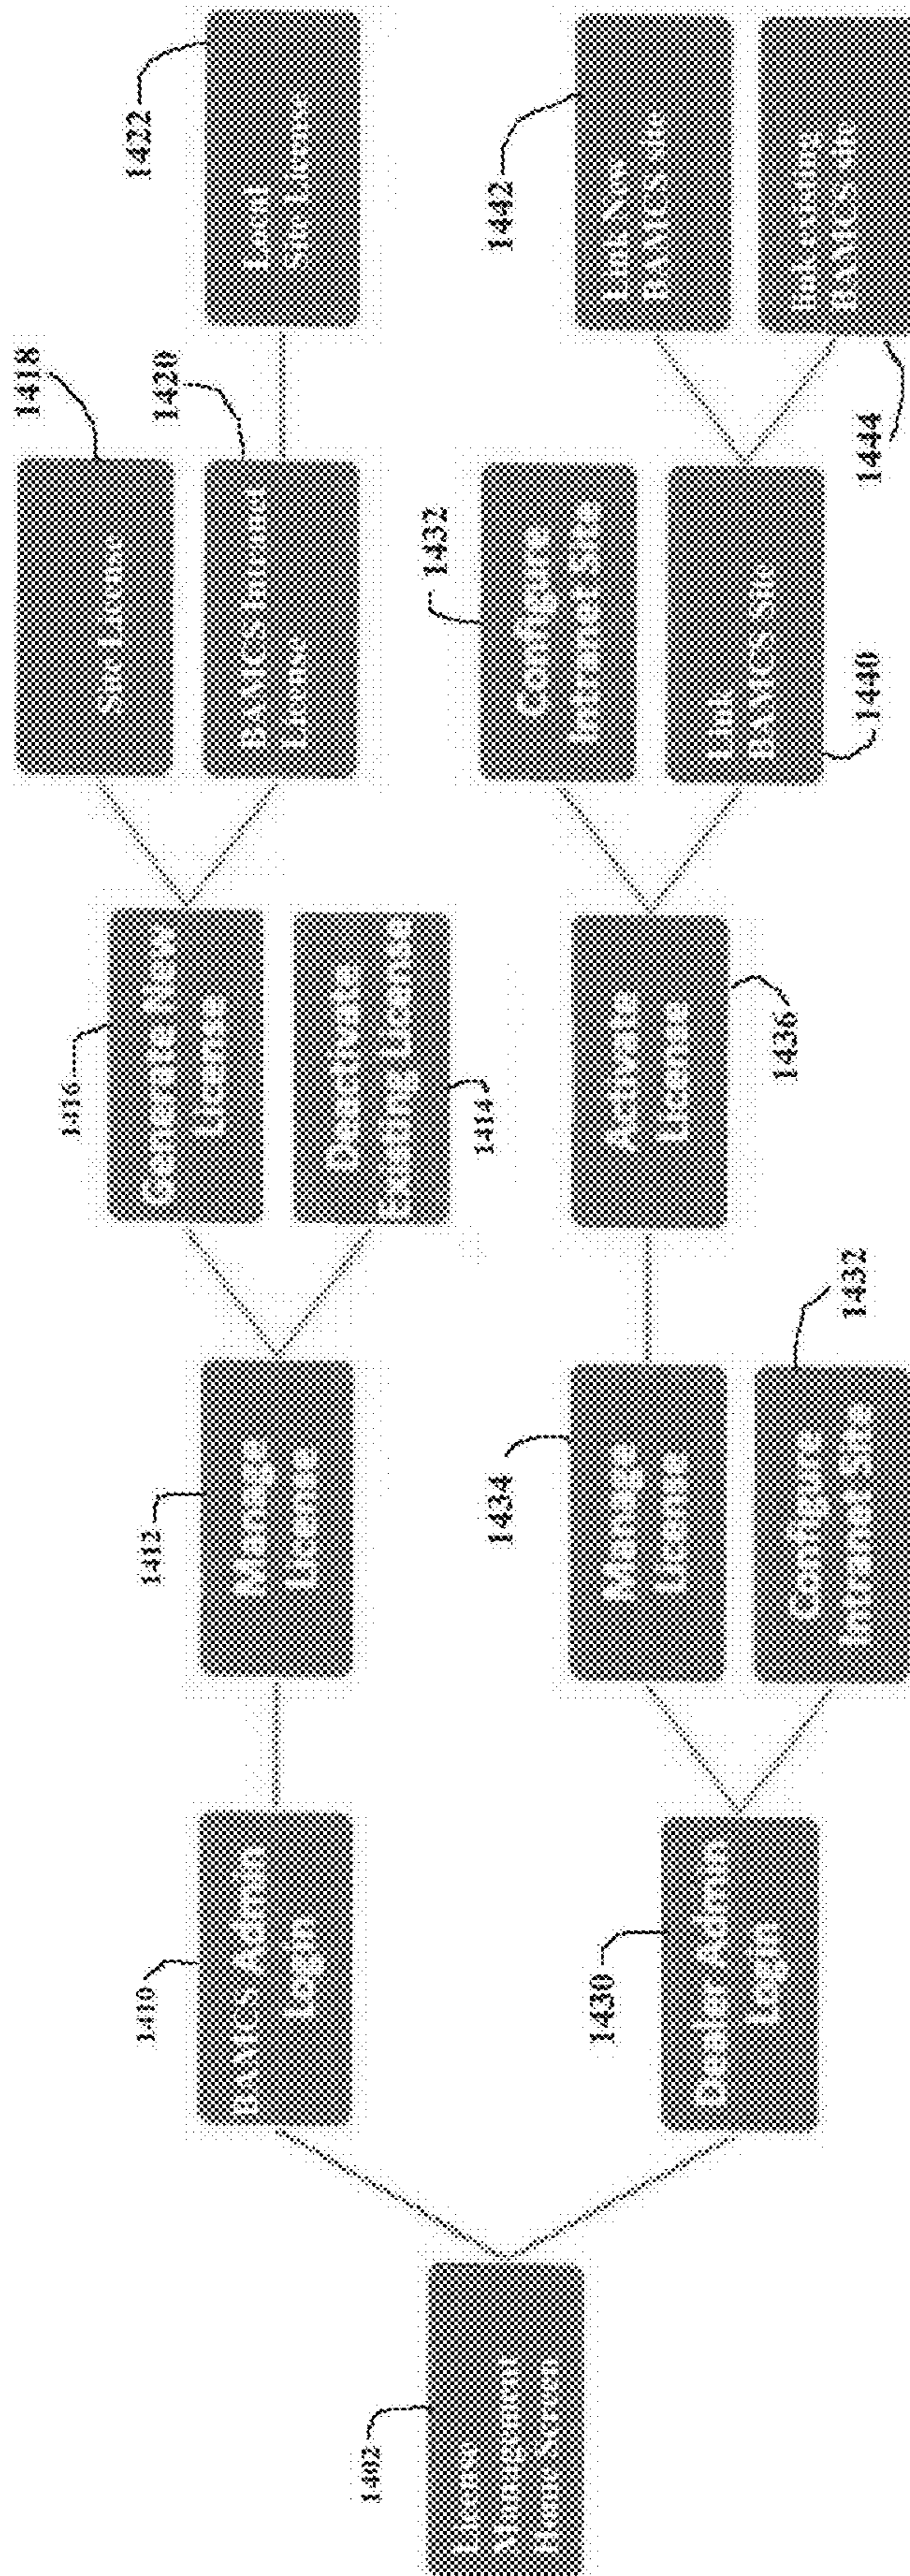 1402
License
Management
Home Screen
1410
BAMCS Admin
Login
1412
Manage
License
1416
Generate New
License
1414
Deactivate
Existing License
1418
Site License
1420
BAMCS Internal
License
1422
Local
Site License
1430
Dealer Admin
Login
1434
Manage
License
1432
Configure
Internal Site
1436
Activate
License
1432
Configure
Internal Site
1440
Link
BAMCS Site
1442
Link New
BAMCS site
1444
link existing
BAMCS site